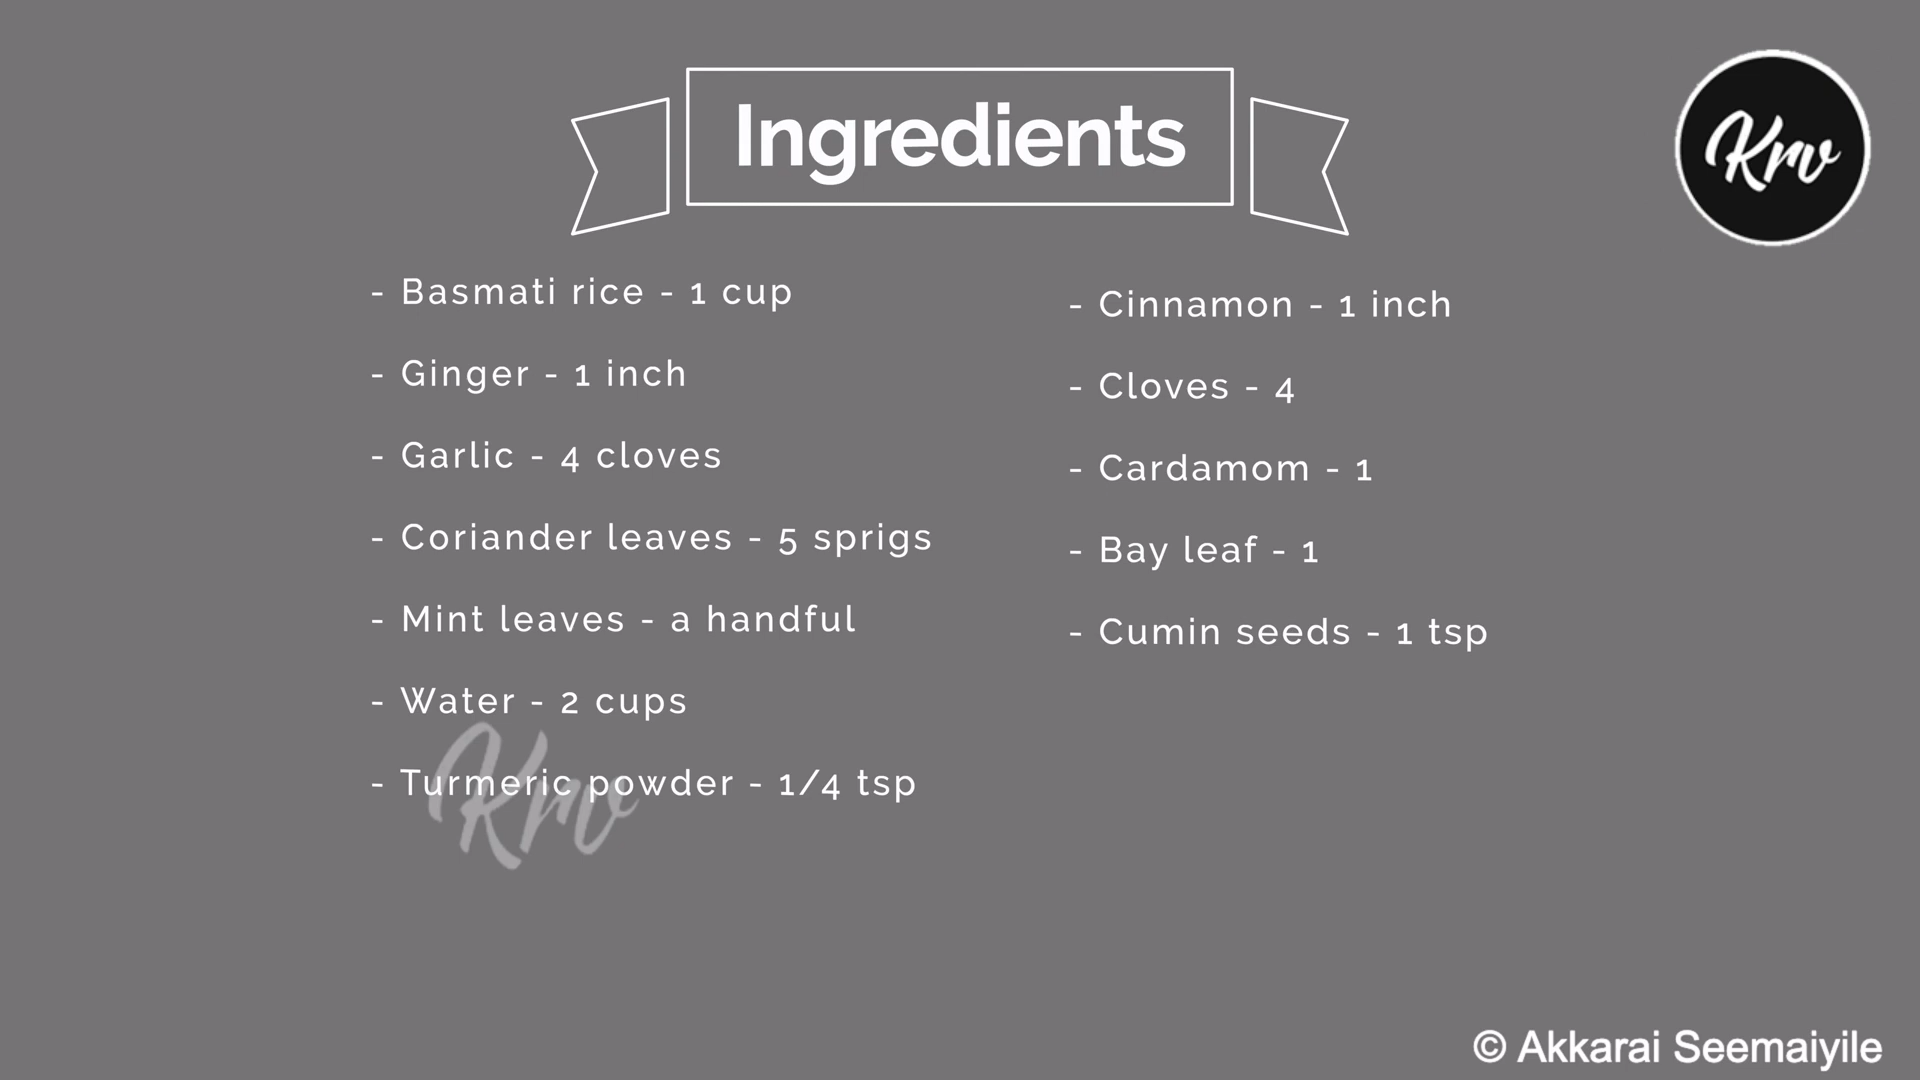 Ingredients
Krv
- Basmati rice - 1 cup
- Ginger - 1 inch
- Garlic - 4 cloves
- Coriander leaves - 5 sprigs
- Mint leaves - a handful
- Water - 2 cups
- Turmeric powder - 1/4 tsp
Krv
- Cinnamon - 1 inch
- Cloves - 4
- Cardamom - 1
- Bay leaf - 1
- Cumin seeds - 1 tsp
© Akkarai Seemaiyile